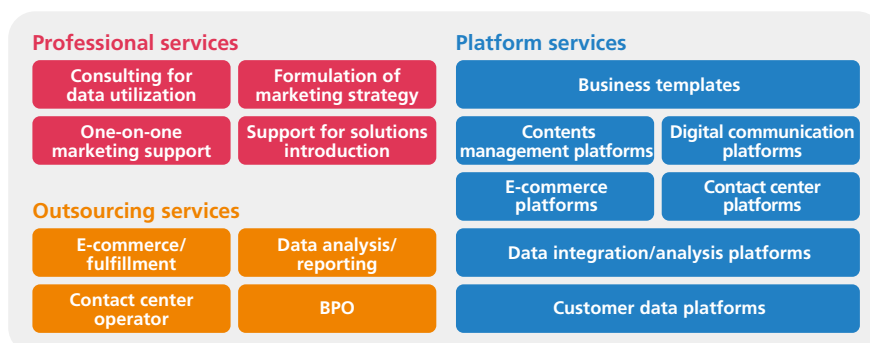 Professional services
Consulting for
data utilization
Formulation of
marketing strategy
One-on-one
marketing support
Support for solutions
introduction
Outsourcing services
E-commerce/
fulfillment
Data analysis/
reporting
Contact center
operator
BPO
Platform services
Business templates
Contents
management platforms
Digital communication
platforms
E-commerce
platforms
Contact center
platforms
Data integration/analysis platforms
Customer data platforms